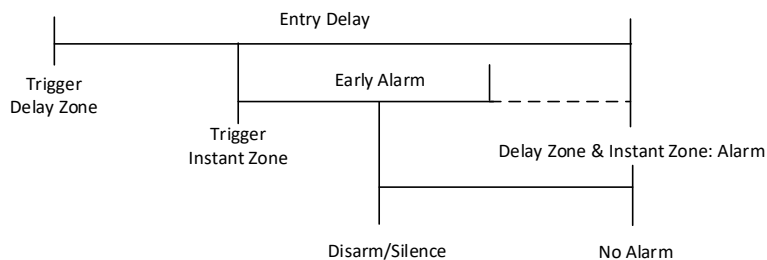 Entry Delay
Trigger
Delay Zone
Early Alarm
Trigger
Instant Zone
Delay Zone & Instant Zone: Alarm
Disarm/Silence
No Alarm